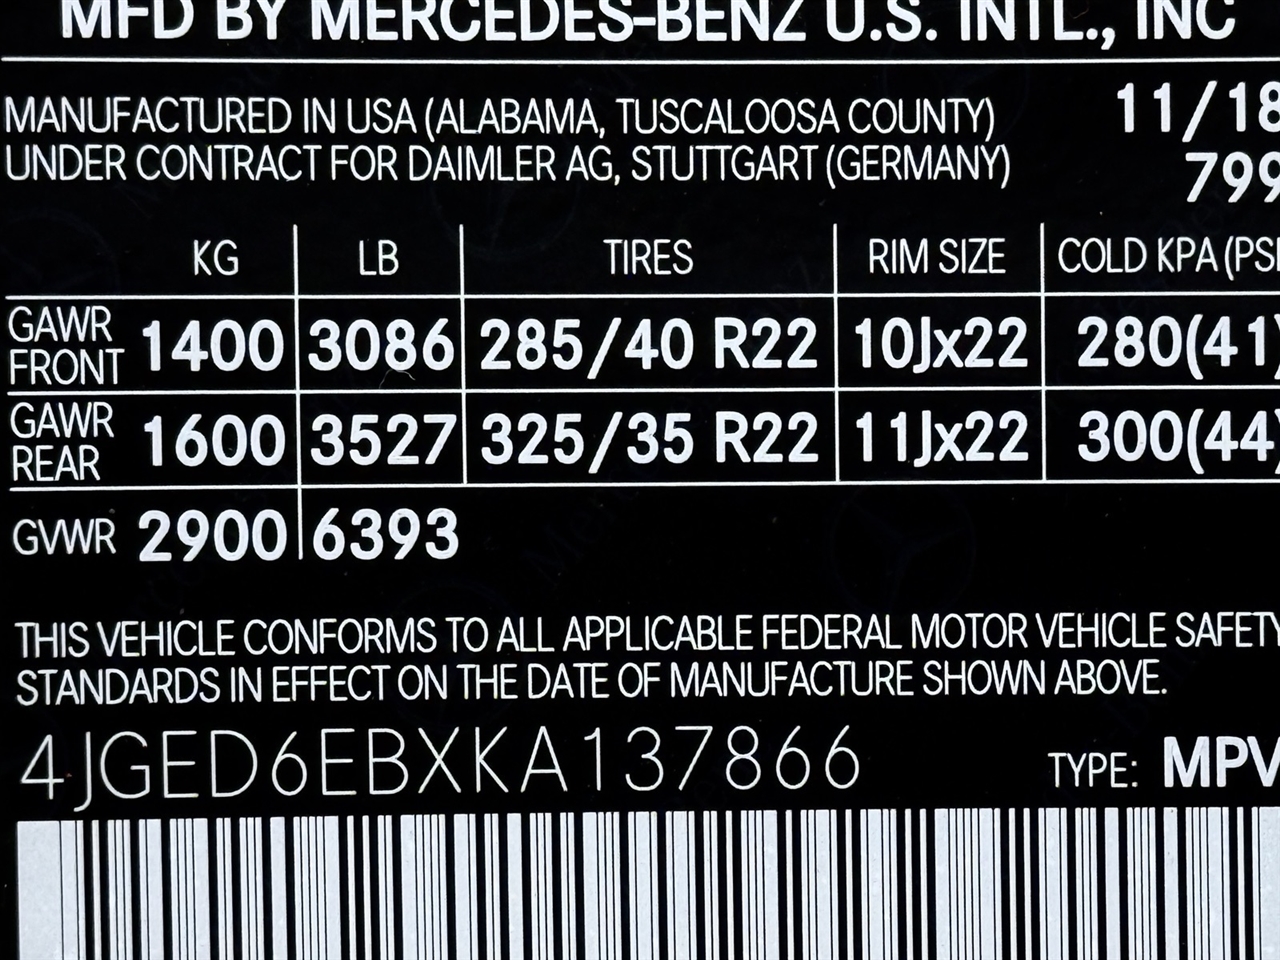 MFD BY MERCEDES-BENZ U.S. INTL., INC
MANUFACTURED IN USA (ALABAMA, TUSCALOOSA COUNTY) 11/18
UNDER CONTRACT FOR DAIMLER AG, STUTTGART (GERMANY) 799
KG LB TIRES RIM SIZE COLD KPA (PSI
GAWR FRONT 1400 3086 285/40 R22 10Jx22 280(41)
GAWR REAR 1600 3527 325/35 R22 11Jx22 300(44)
GVWR 2900 6393
THIS VEHICLE CONFORMS TO ALL APPLICABLE FEDERAL MOTOR VEHICLE SAFETY
STANDARDS IN EFFECT ON THE DATE OF MANUFACTURE SHOWN ABOVE.
4JGED6EBXKA137866 TYPE: MPV